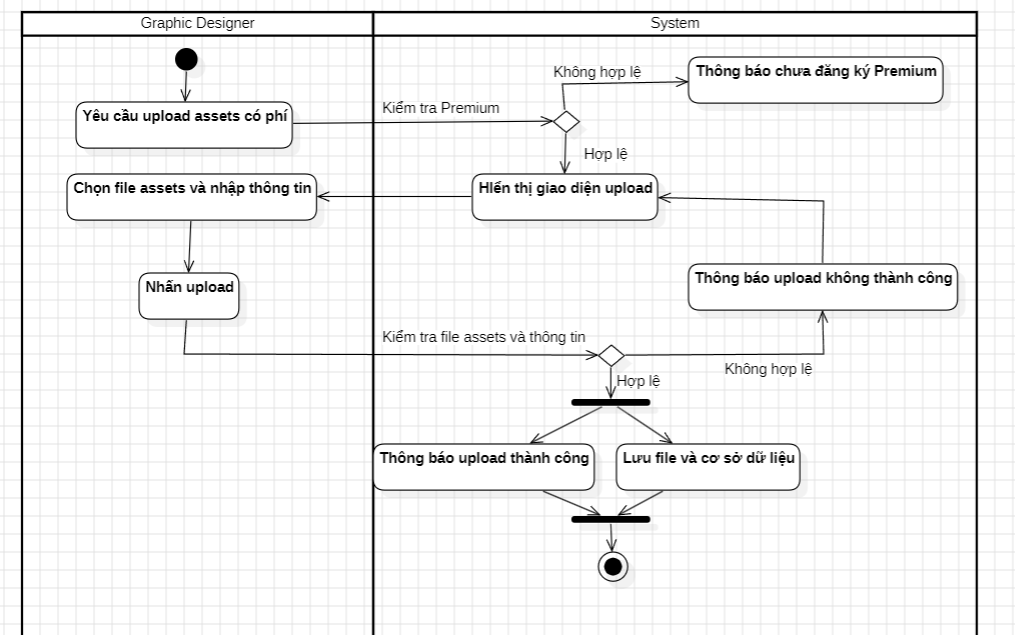 Graphic Designer
System
Không hợp lệ
Thông báo chưa đăng ký Premium
Yêu cầu upload assets có phí
Kiểm tra Premium
Hợp lệ
Chọn file assets và nhập thông tin
HIển thị giao diện upload
Thông báo upload không thành công
Nhấn upload
Kiểm tra file assets và thông tin
Không hợp lệ
Hợp lệ
Thông báo upload thành công
Lưu file và cơ sở dữ liệu